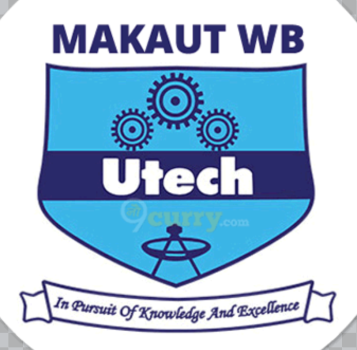 MAKAUT WB
Utech
9curry.com
In Pursuit Of Knowledge And Excellence